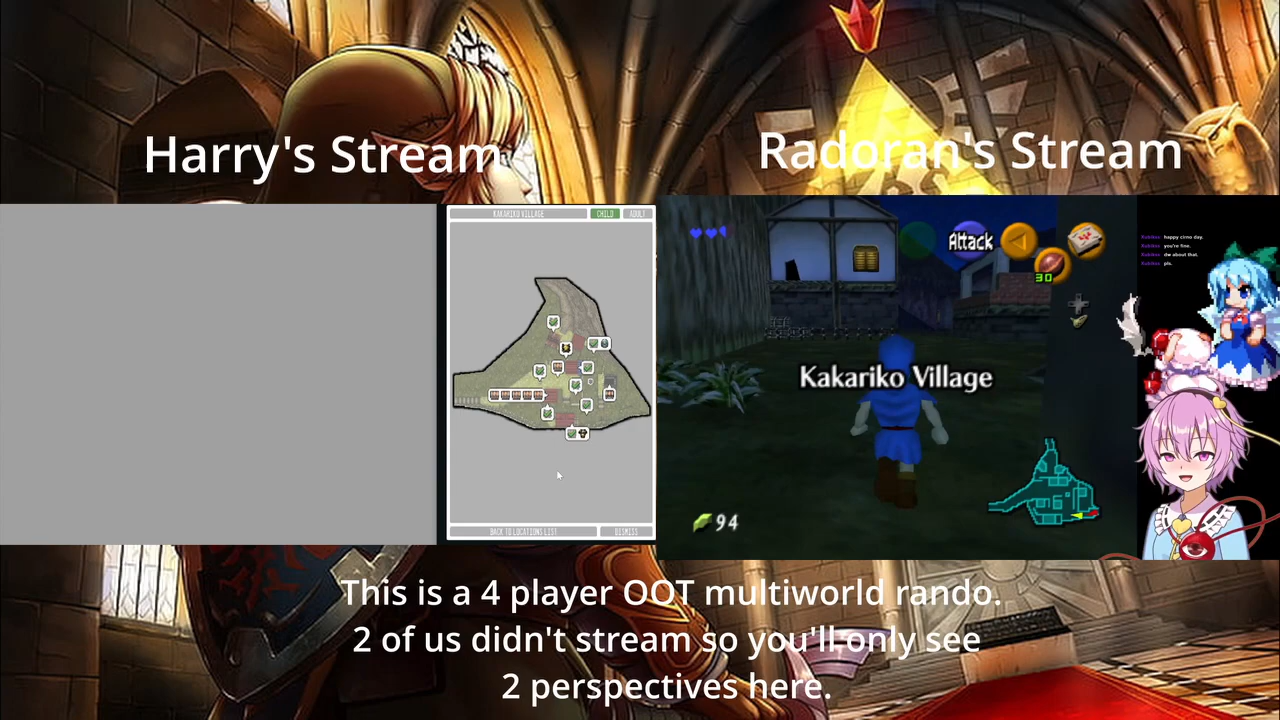 Harry's Stream
Radoran's Stream
KAKARIKO VILLAGE
CHILD
ADULT
Attack
30
happy cirno day.
you're fine.
dw about that.
pls.
Kakariko Village
94
BACK TO LOCATIONS LIST
DISMISS
This is a 4 player OOT multiworld rando.
2 of us didn't stream so you'll only see
2 perspectives here.